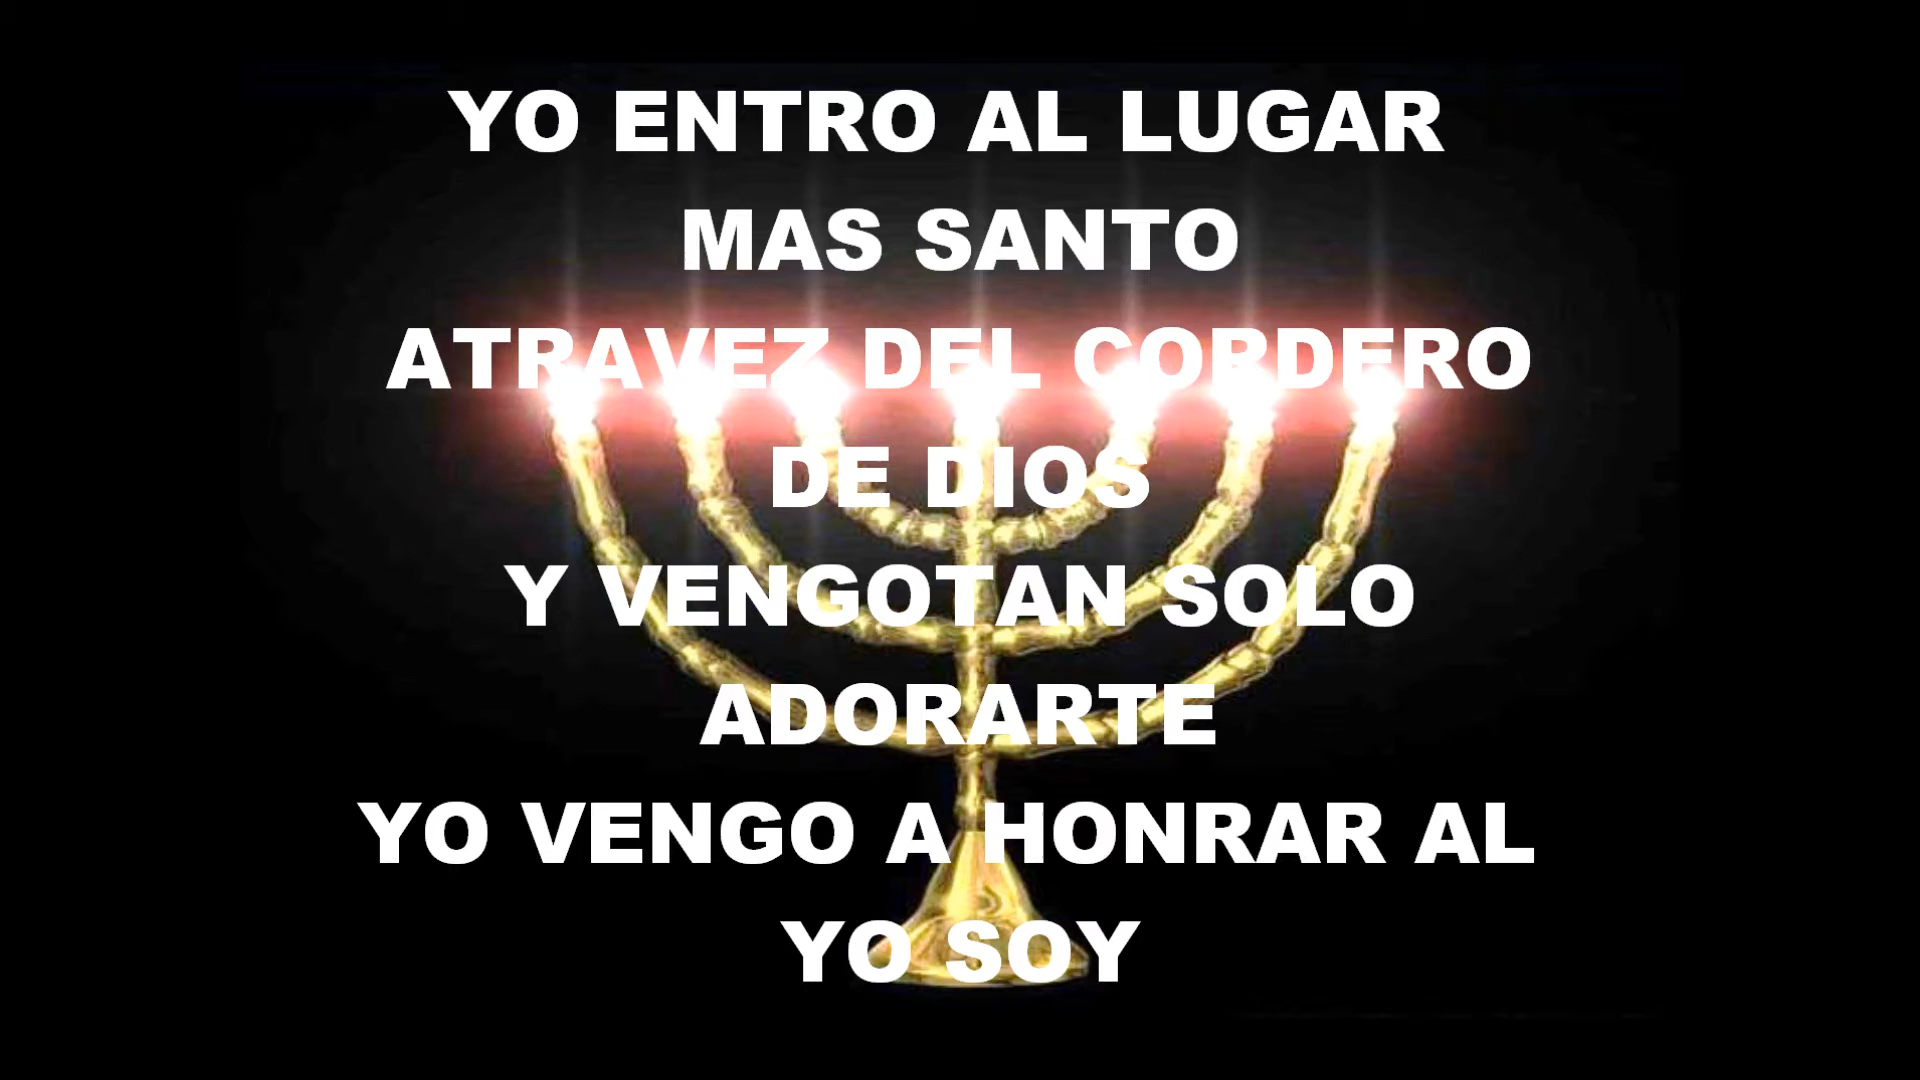 YO ENTRO AL LUGAR
MAS SANTO
ATRAVEZ DEL CORDERO
DE DIOS
Y VENGOTAN SOLO
ADORARTE
YO VENGO A HONRAR AL
YO SOY